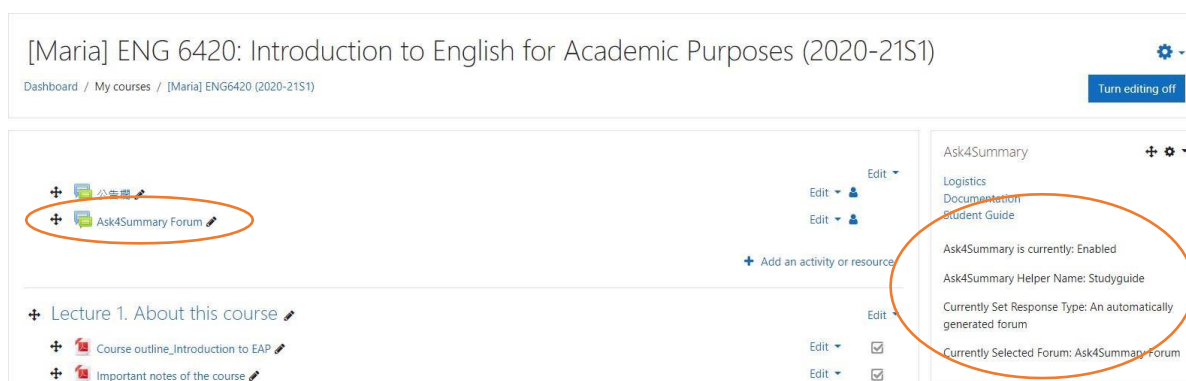 [Maria] ENG 6420: Introduction to English for Academic Purposes (2020-21S1)
Dashboard / My courses / [Maria] ENG6420 (2020-21S1)
Turn editing off
Edit
公告欄
Edit
Ask4Summary Forum
Edit
Add an activity or resource
Lecture 1. About this course
Edit
Course outline_Introduction to EAP
Edit
Important notes of the course
Edit
Ask4Summary
Logistics
Documentation
Student Guide
Ask4Summary is currently: Enabled
Ask4Summary Helper Name: Studyguide
Currently Set Response Type: An automatically
generated forum
Currently Selected Forum: Ask4Summary Forum